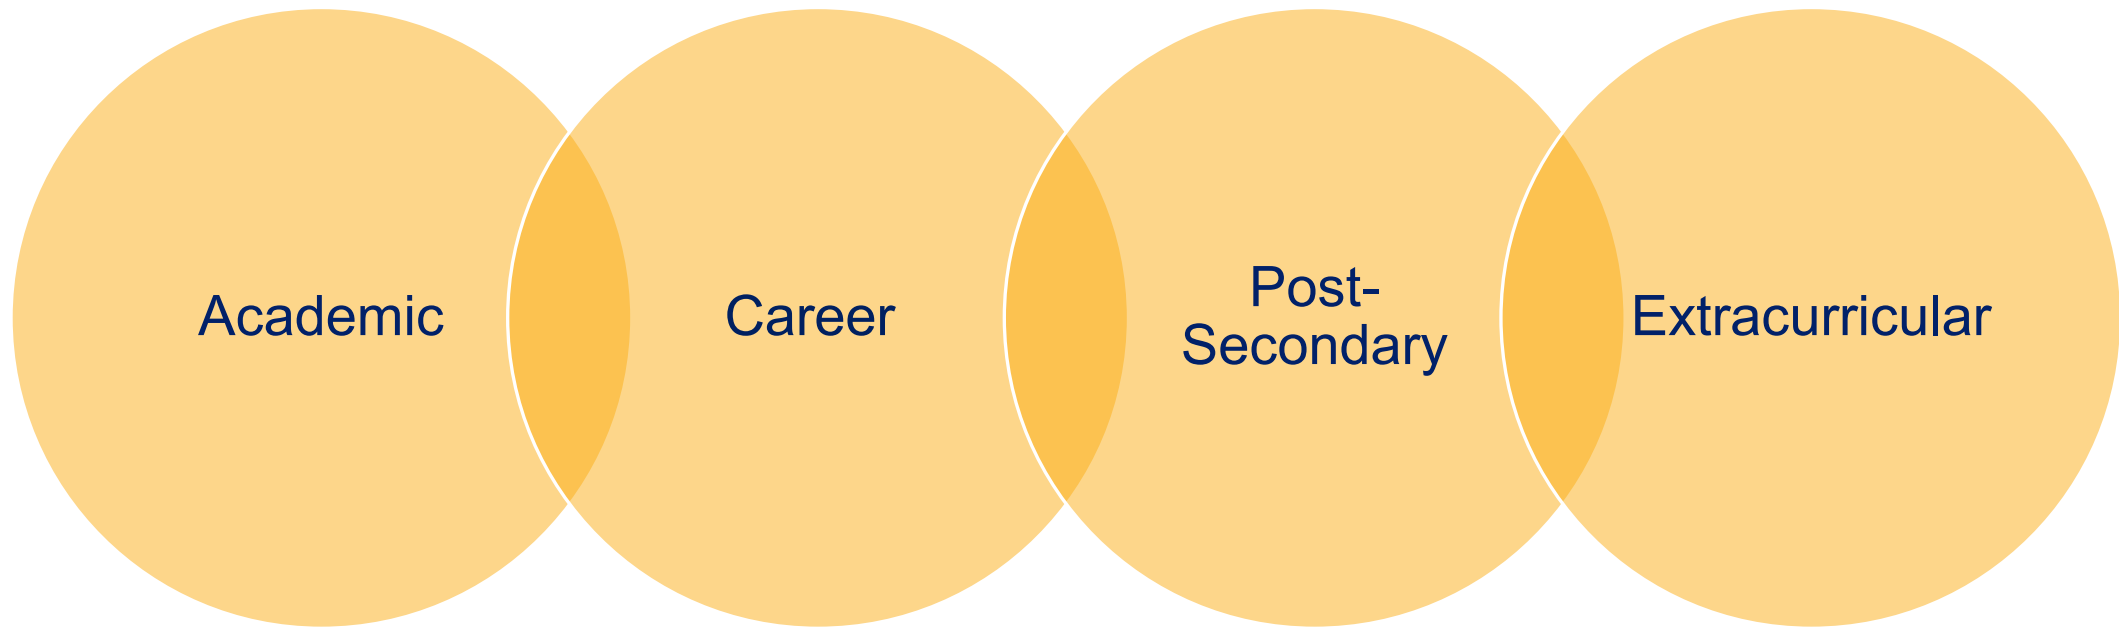 Academic
Career
Post-
Secondary
Extracurricular